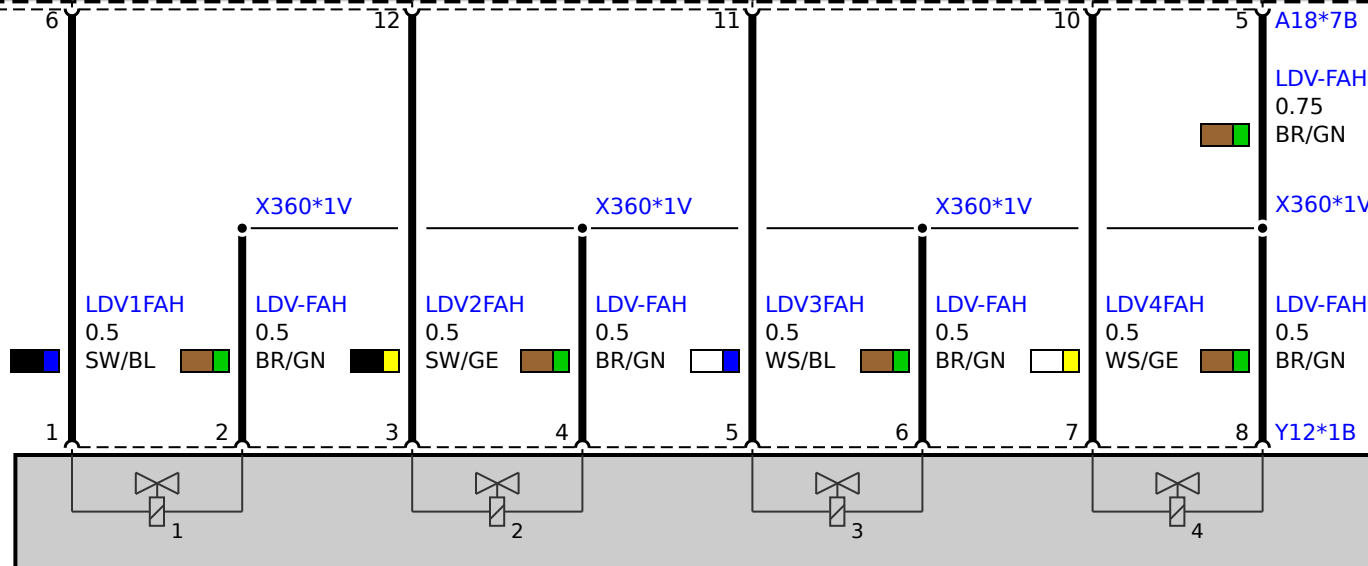 6
12
11
10
5
A18*7B
LDV-FAH
0.75
BR/GN
X360*1V
X360*1V
X360*1V
X360*1V
LDV1FAH
0.5
SW/BL
LDV-FAH
0.5
BR/GN
LDV2FAH
0.5
SW/GE
LDV-FAH
0.5
BR/GN
LDV3FAH
0.5
WS/BL
LDV-FAH
0.5
BR/GN
LDV4FAH
0.5
WS/GE
LDV-FAH
0.5
BR/GN
1
2
3
4
5
6
7
8
Y12*1B
1
2
3
4